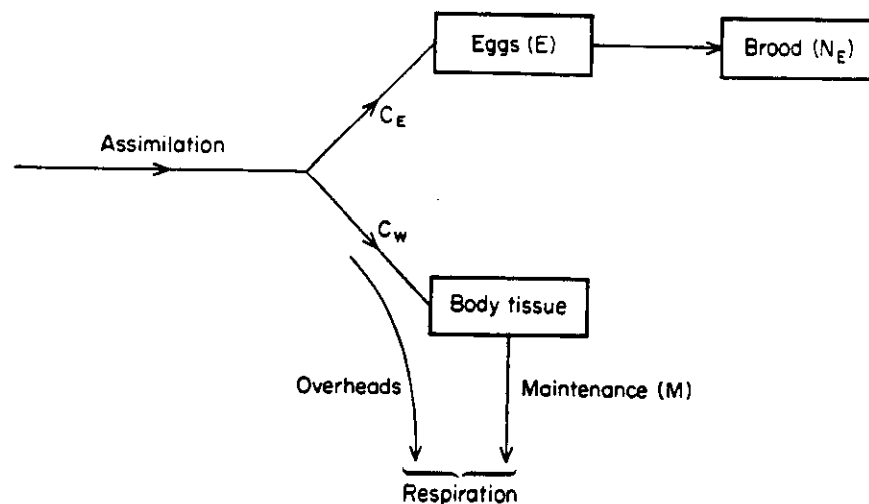 Eggs (E)
Brood (N_E)
C_E
Assimilation
C_W
Body tissue
Overheads
Maintenance (M)
Respiration